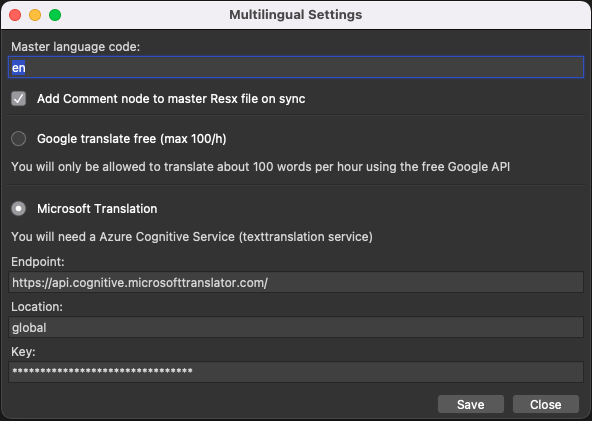 Multilingual Settings
Master language code:
en
Add Comment node to master Resx file on sync
Google translate free (max 100/h)
You will only be allowed to translate about 100 words per hour using the free Google API
Microsoft Translation
You will need a Azure Cognitive Service (texttranslation service)
Endpoint:
https://api.cognitive.microsofttranslator.com/
Location:
global
Key:
********************************
Save Close